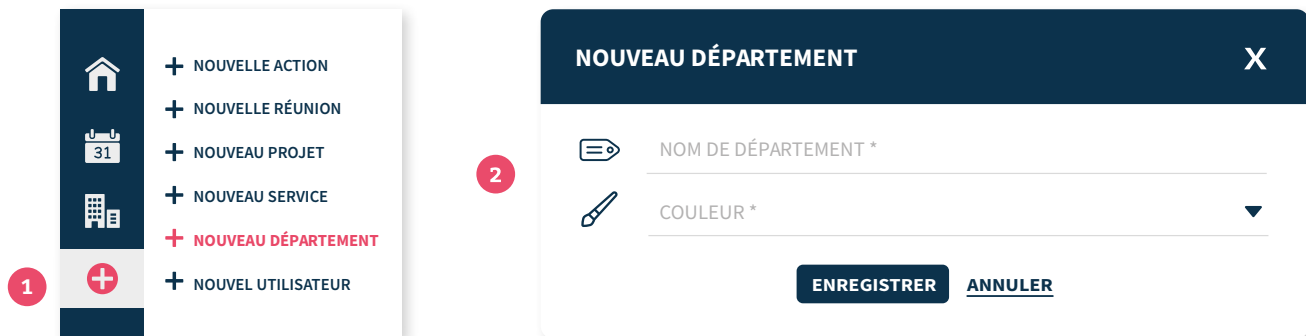 NOUVELLE ACTION
NOUVELLE RÉUNION
31
NOUVEAU PROJET
NOUVEAU SERVICE
NOUVEAU DÉPARTEMENT
NOUVEL UTILISATEUR
1
NOUVEAU DÉPARTEMENT
X
2
NOM DE DÉPARTEMENT *
COULEUR *
ENREGISTRER ANNULER